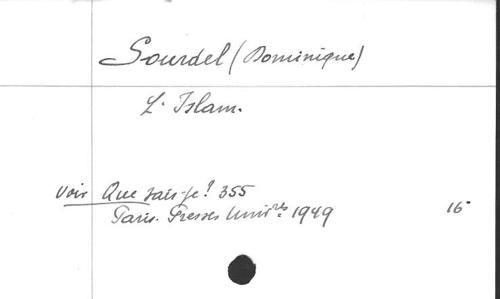 Sourdel (Dominique)
L'Islam.
Voir Que sais-je? 355
Paris. Presses Univ.res 1949 16°